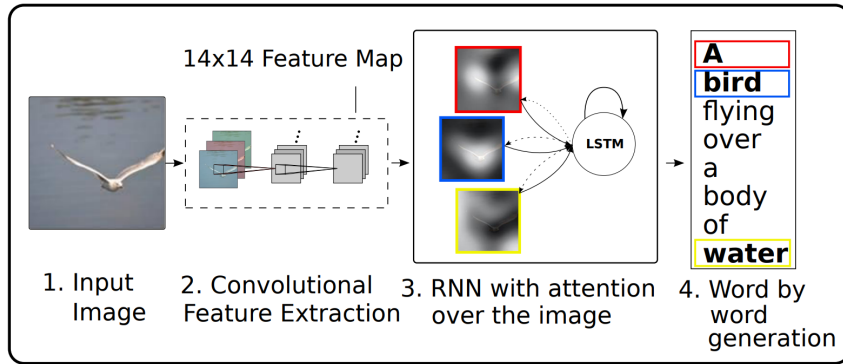 14x14 Feature Map
LSTM
A
bird
flying
over
a
body
of
water
1. Input
Image
2. Convolutional
Feature Extraction
3. RNN with attention
over the image
4. Word by
word
generation